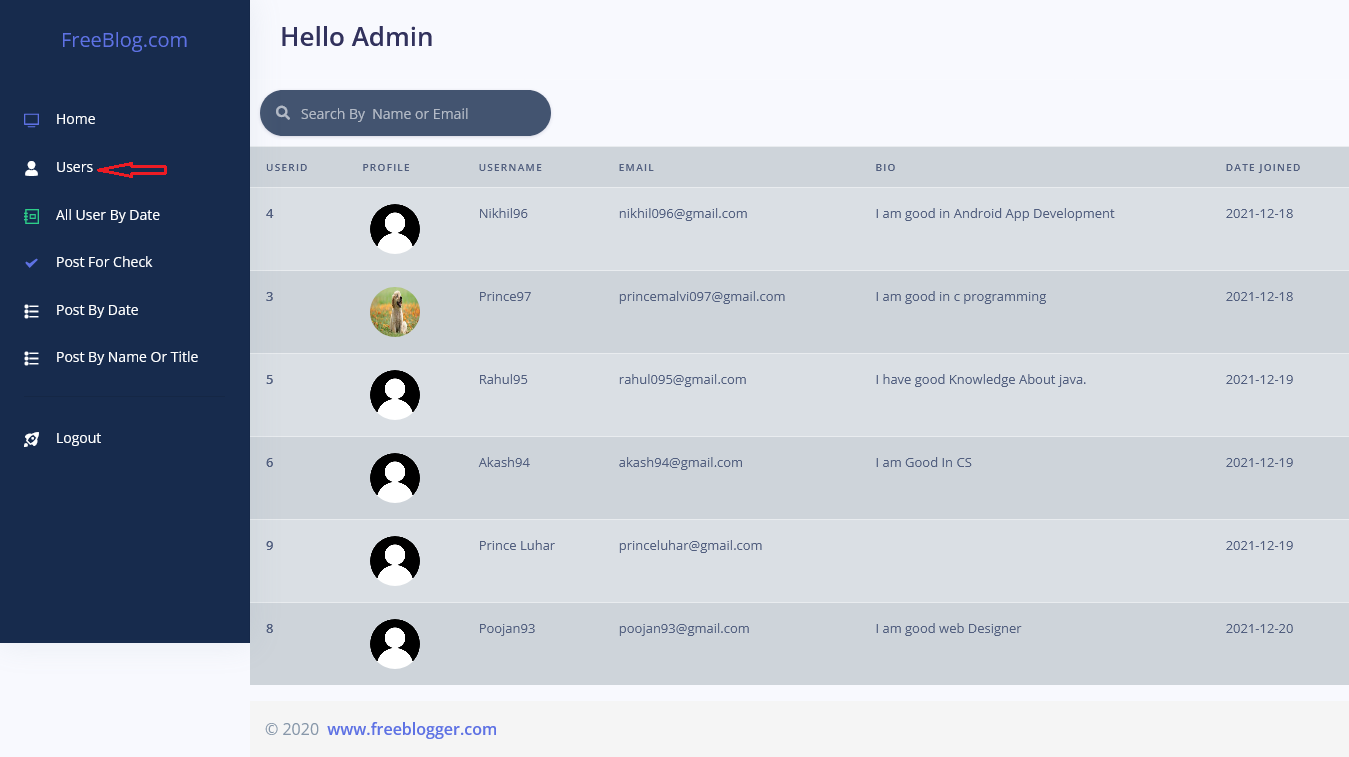 FreeBlog.com
Home
Users
All User By Date
Post For Check
Post By Date
Post By Name Or Title
Logout
Hello Admin
Search By  Name or Email
USERID PROFILE USERNAME EMAIL BIO DATE JOINED
4 Nikhil96 nikhil096@gmail.com I am good in Android App Development 2021-12-18
3 Prince97 princemalvi097@gmail.com I am good in c programming 2021-12-18
5 Rahul95 rahul095@gmail.com I have good Knowledge About java. 2021-12-19
6 Akash94 akash94@gmail.com I am Good In CS 2021-12-19
9 Prince Luhar princeluhar@gmail.com 2021-12-19
8 Poojan93 poojan93@gmail.com I am good web Designer 2021-12-20
© 2020 www.freeblogger.com